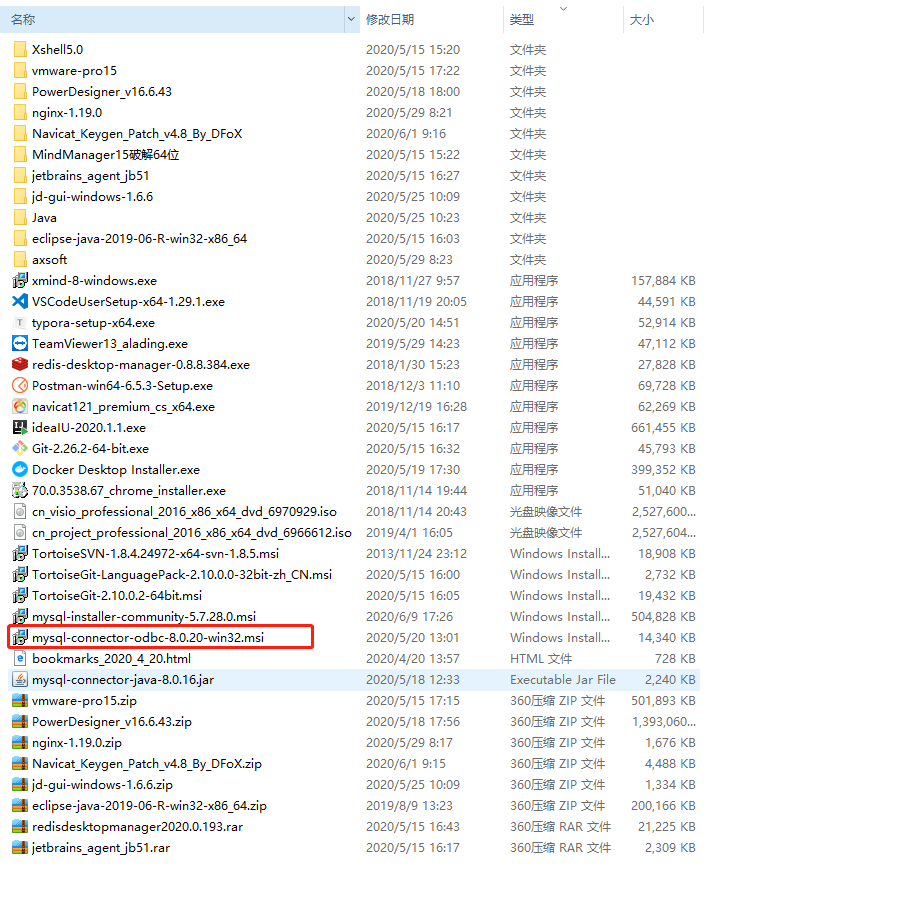 名称 修改日期 类型 大小
Xshell5.0 2020/5/15 15:20 文件夹
vmware-pro15 2020/5/15 17:22 文件夹
PowerDesigner_v16.6.43 2020/5/18 18:00 文件夹
nginx-1.19.0 2020/5/29 8:21 文件夹
Navicat_Keygen_Patch_v4.8_By_DFoX 2020/6/1 9:16 文件夹
MindManager15破解64位 2020/5/15 15:22 文件夹
jetbrains_agent_jb51 2020/5/15 16:27 文件夹
jd-gui-windows-1.6.6 2020/5/25 10:09 文件夹
Java 2020/5/25 10:23 文件夹
eclipse-java-2019-06-R-win32-x86_64 2020/5/15 16:03 文件夹
axsoft 2020/5/29 8:23 文件夹
xmind-8-windows.exe 2018/11/27 9:57 应用程序 157,884 KB
VSCodeUserSetup-x64-1.29.1.exe 2018/11/19 20:05 应用程序 44,591 KB
typora-setup-x64.exe 2020/5/20 14:51 应用程序 52,914 KB
TeamViewer13_alading.exe 2019/5/29 14:23 应用程序 47,112 KB
redis-desktop-manager-0.8.8.384.exe 2018/1/30 15:23 应用程序 27,828 KB
Postman-win64-6.5.3-Setup.exe 2018/12/3 11:10 应用程序 69,728 KB
navicat121_premium_cs_x64.exe 2019/12/19 16:28 应用程序 62,269 KB
ideaIU-2020.1.1.exe 2020/5/15 16:17 应用程序 661,455 KB
Git-2.26.2-64-bit.exe 2020/5/15 16:32 应用程序 45,793 KB
Docker Desktop Installer.exe 2020/5/19 17:30 应用程序 399,352 KB
70.0.3538.67_chrome_installer.exe 2018/11/14 19:44 应用程序 51,040 KB
cn_visio_professional_2016_x86_x64_dvd_6970929.iso 2018/11/14 20:43 光盘映像文件 2,527,600...
cn_project_professional_2016_x86_x64_dvd_6966612.iso 2019/4/1 16:05 光盘映像文件 2,527,604...
TortoiseSVN-1.8.4.24972-x64-svn-1.8.5.msi 2013/11/24 23:12 Windows Install... 18,908 KB
TortoiseGit-LanguagePack-2.10.0.0-32bit-zh_CN.msi 2020/5/15 16:00 Windows Install... 2,732 KB
TortoiseGit-2.10.0.2-64bit.msi 2020/5/15 16:05 Windows Install... 19,432 KB
mysql-installer-community-5.7.28.0.msi 2020/6/9 17:26 Windows Install... 504,828 KB
mysql-connector-odbc-8.0.20-win32.msi 2020/5/20 13:01 Windows Install... 14,340 KB
bookmarks_2020_4_20.html 2020/4/20 13:57 HTML 文件 728 KB
mysql-connector-java-8.0.16.jar 2020/5/18 12:33 Executable Jar File 2,240 KB
vmware-pro15.zip 2020/5/15 17:15 360压缩 ZIP 文件 501,893 KB
PowerDesigner_v16.6.43.zip 2020/5/18 17:56 360压缩 ZIP 文件 1,393,060...
nginx-1.19.0.zip 2020/5/29 8:17 360压缩 ZIP 文件 1,676 KB
Navicat_Keygen_Patch_v4.8_By_DFoX.zip 2020/6/1 9:15 360压缩 ZIP 文件 4,488 KB
jd-gui-windows-1.6.6.zip 2020/5/25 10:09 360压缩 ZIP 文件 1,334 KB
eclipse-java-2019-06-R-win32-x86_64.zip 2019/8/9 13:23 360压缩 ZIP 文件 200,166 KB
redisdesktopmanager2020.0.193.rar 2020/5/15 16:43 360压缩 RAR 文件 21,225 KB
jetbrains_agent_jb51.rar 2020/5/15 16:17 360压缩 RAR 文件 2,309 KB